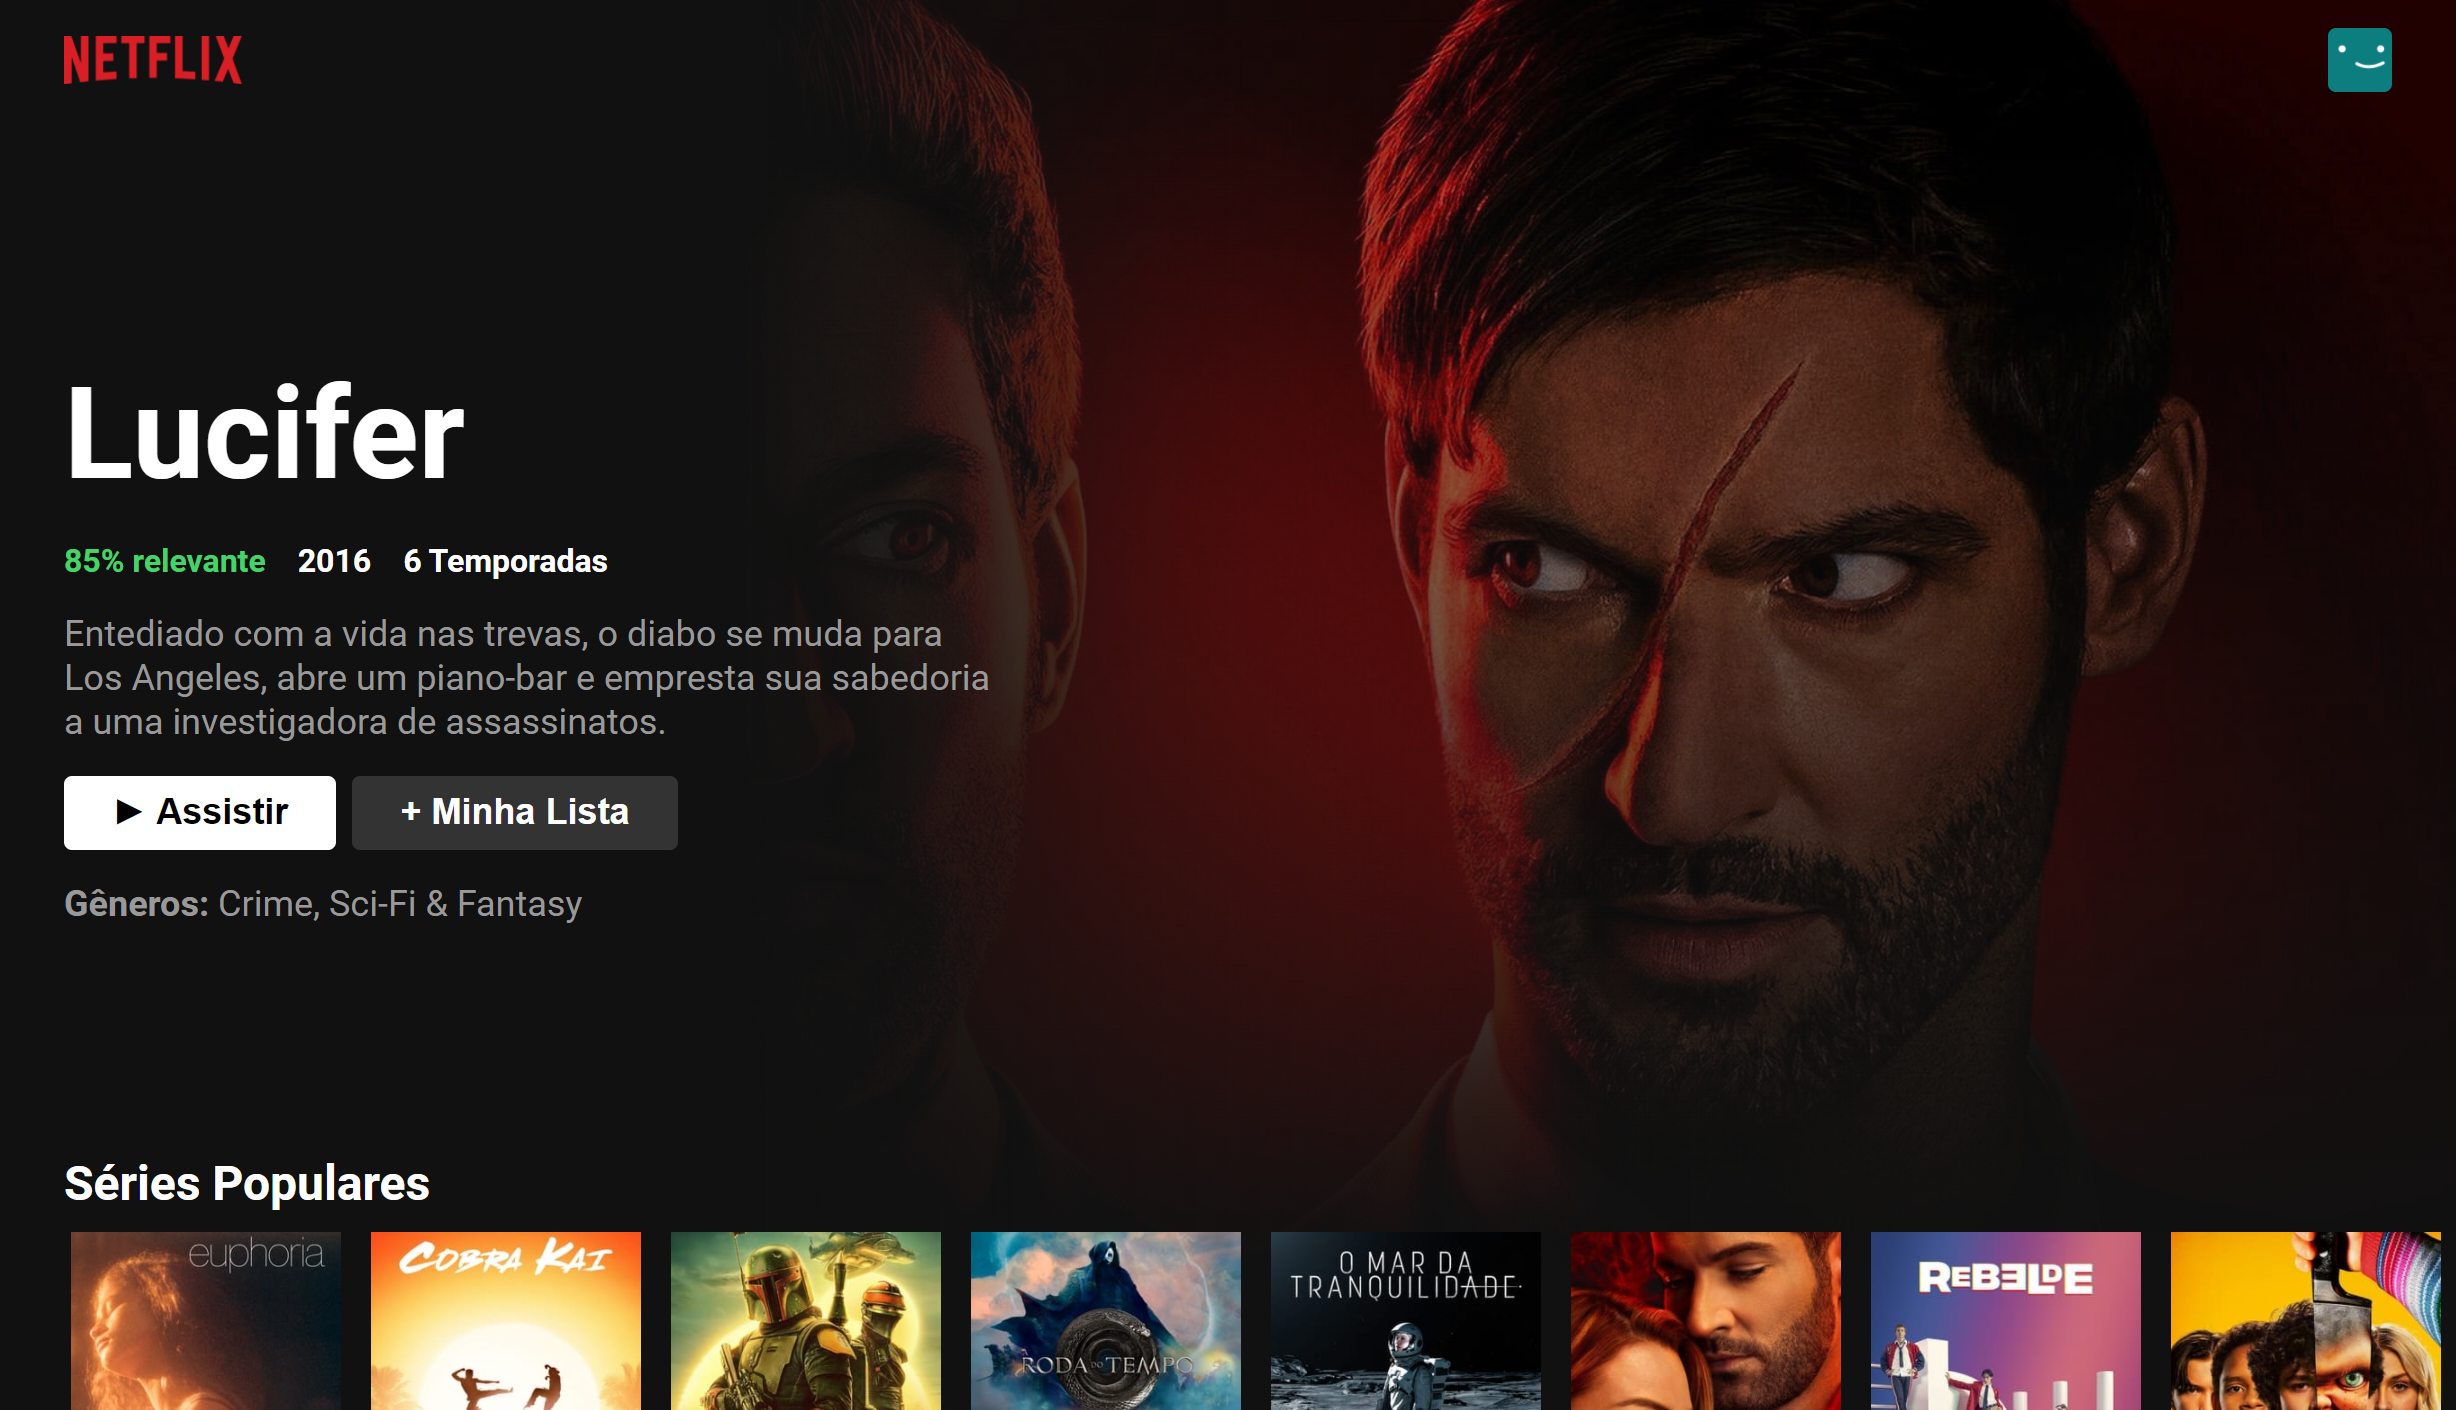 NETFLIX
Lucifer
85% relevante 2016 6 Temporadas
Entediado com a vida nas trevas, o diabo se muda para
Los Angeles, abre um piano-bar e empresta sua sabedoria
a uma investigadora de assassinatos.
▶ Assistir + Minha Lista
Gêneros: Crime, Sci-Fi & Fantasy
Séries Populares
euphoria
COBRA KAI
RODA DO TEMPO
O MAR DA
TRANQUILIDADE
REBELDE